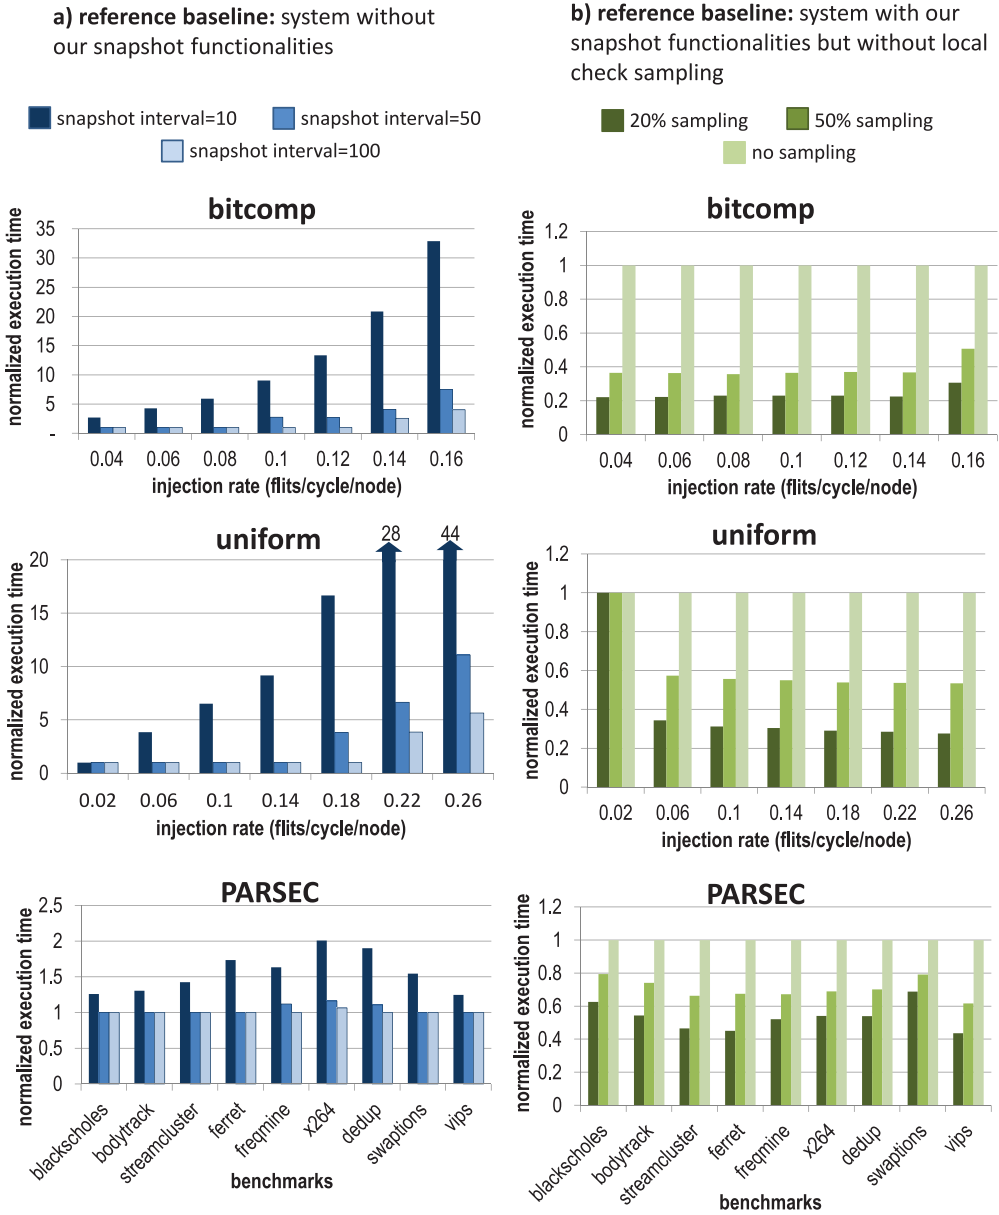 a) reference baseline: system without
our snapshot functionalities
snapshot interval=10 snapshot interval=50
snapshot interval=100
bitcomp
normalized execution time
35
30
25
20
15
10
5
-
0.04 0.06 0.08 0.1 0.12 0.14 0.16
injection rate (flits/cycle/node)
uniform
28 44
normalized execution time
20
15
10
5
0
0.02 0.06 0.1 0.14 0.18 0.22 0.26
injection rate (flits/cycle/node)
PARSEC
normalized execution time
2.5
2
1.5
1
0.5
0
blackscholes bodytrack streamcluster ferret freqmine x264 dedup swaptions vips
benchmarks
b) reference baseline: system with our
snapshot functionalities but without local
check sampling
20% sampling 50% sampling
no sampling
bitcomp
normalized execution time
1.2
1
0.8
0.6
0.4
0.2
0
0.04 0.06 0.08 0.1 0.12 0.14 0.16
injection rate (flits/cycle/node)
uniform
normalized execution time
1.2
1
0.8
0.6
0.4
0.2
0
0.02 0.06 0.1 0.14 0.18 0.22 0.26
injection rate (flits/cycle/node)
PARSEC
normalized execution time
1.2
1
0.8
0.6
0.4
0.2
0
blackscholes bodytrack streamcluster ferret freqmine x264 dedup swaptions vips
benchmarks